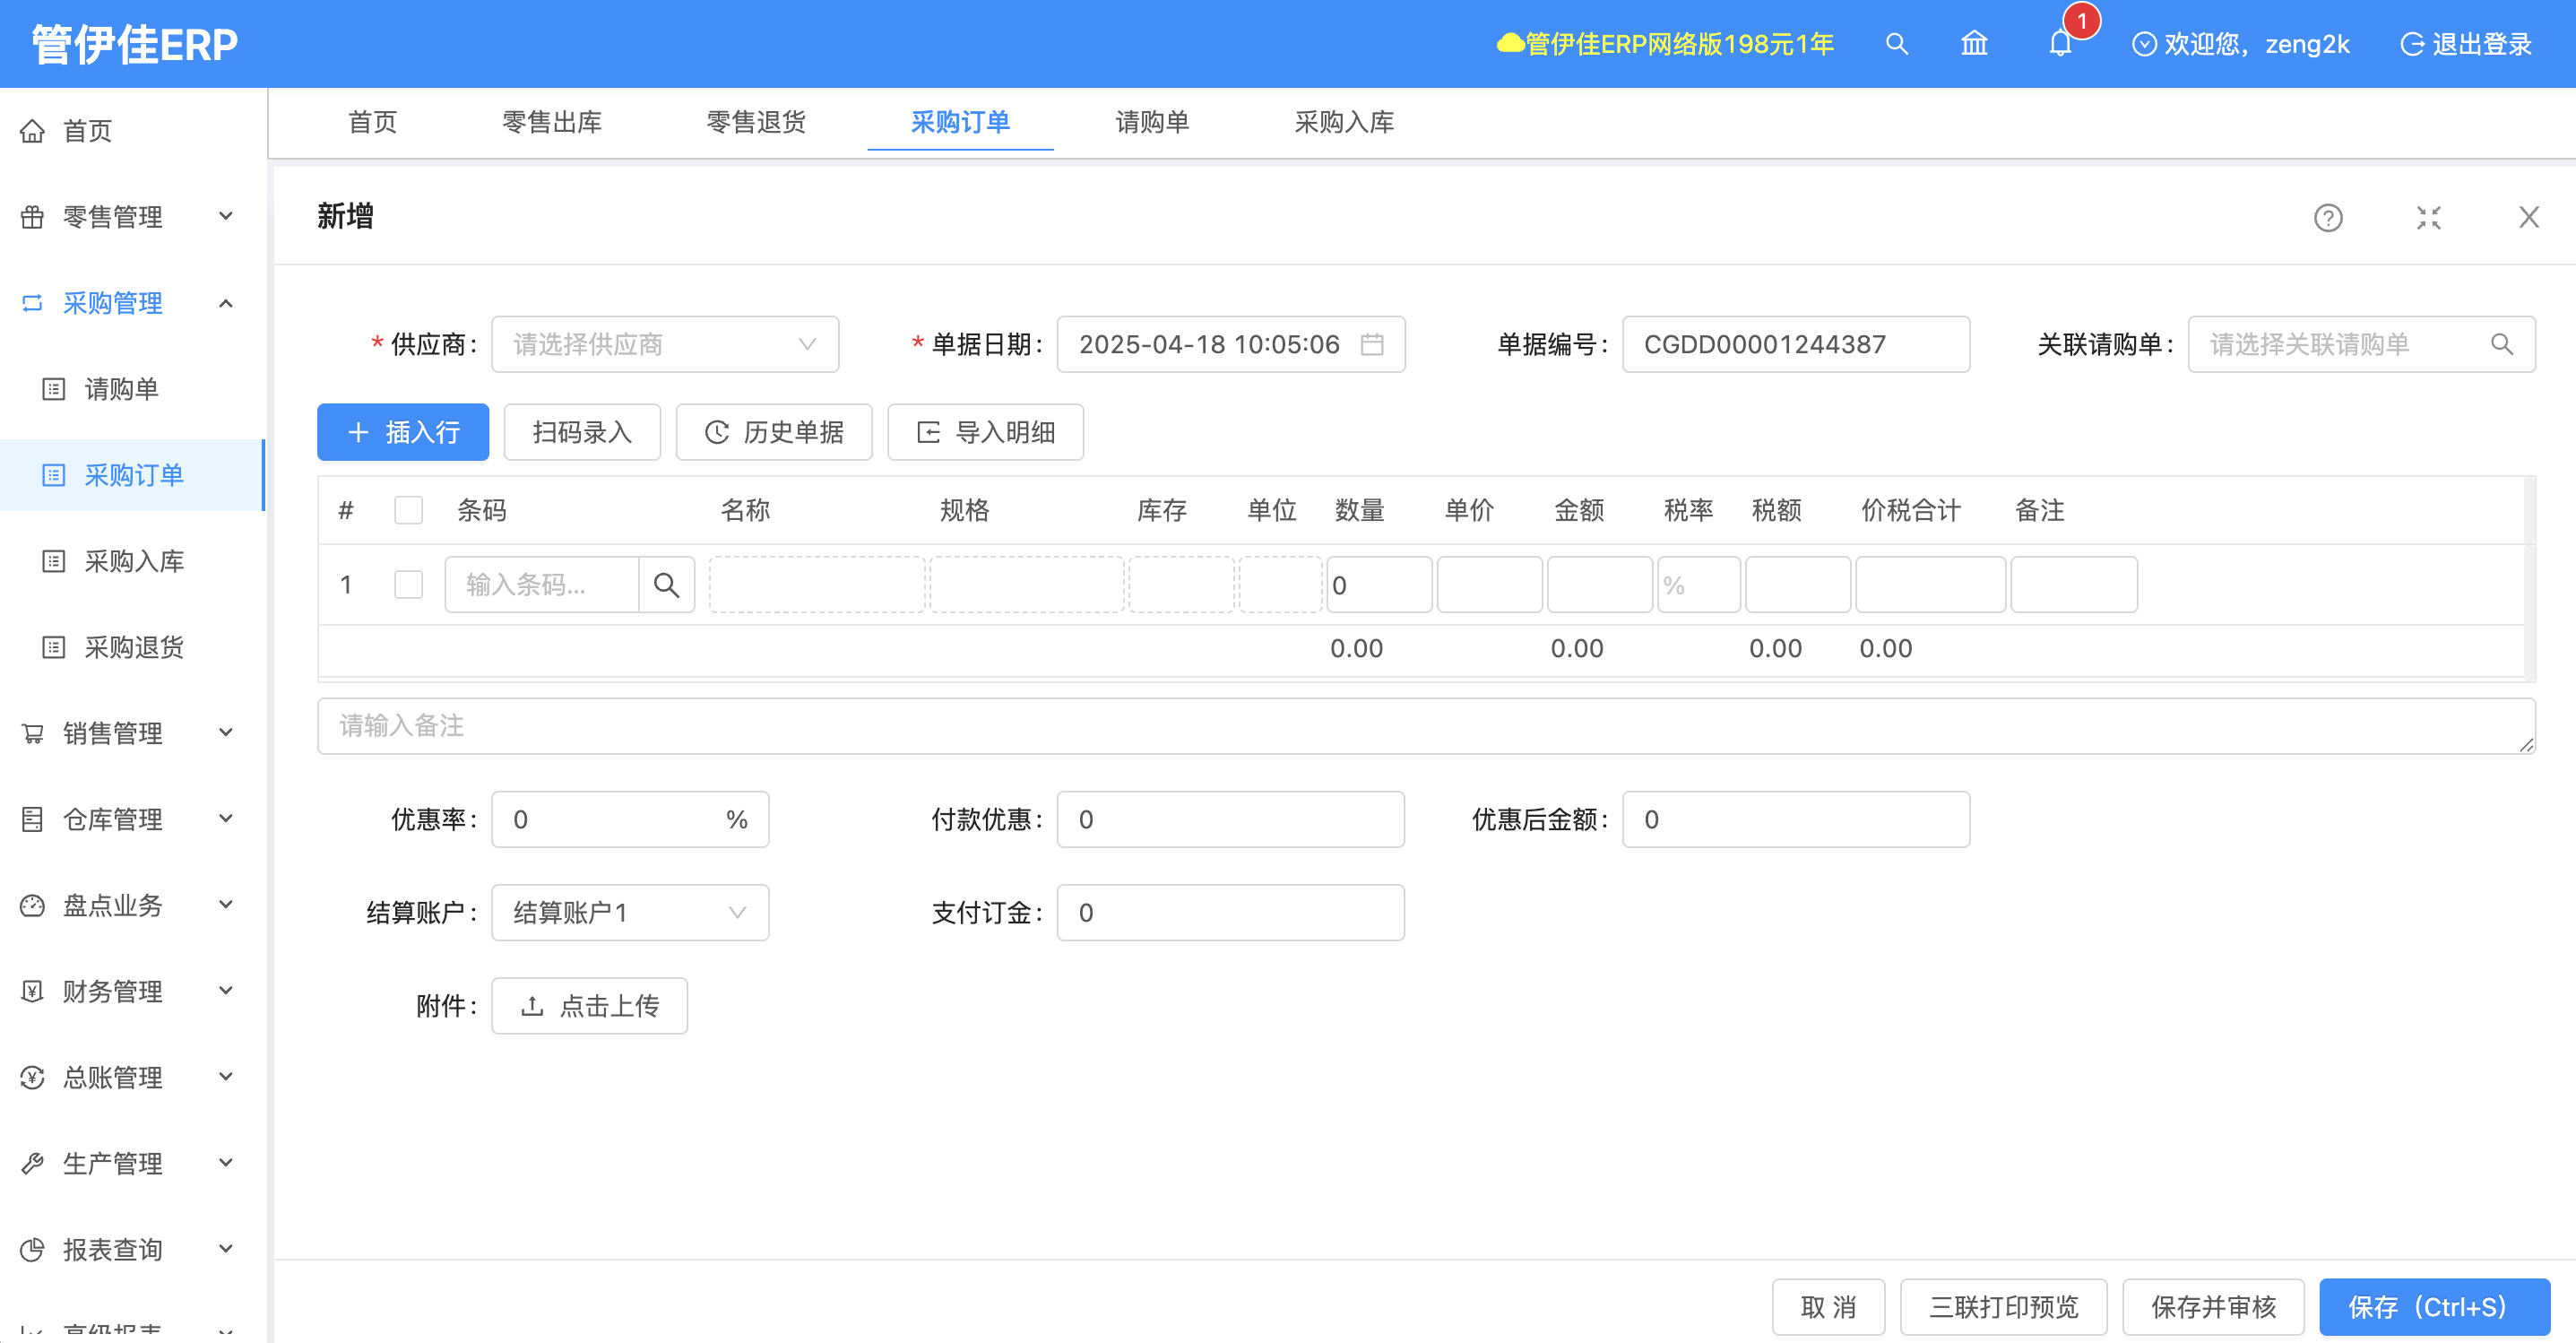 管伊佳ERP
管伊佳ERP网络版198元1年
1
欢迎您，zeng2k
退出登录
首页
零售管理
采购管理
请购单
采购订单
采购入库
采购退货
销售管理
仓库管理
盘点业务
财务管理
总账管理
生产管理
报表查询
高级报表
首页 零售出库 零售退货 采购订单 请购单 采购入库
新增
* 供应商: 请选择供应商 * 单据日期: 2025-04-18 10:05:06 单据编号: CGDD00001244387 关联请购单: 请选择关联请购单
插入行 扫码录入 历史单据 导入明细
# 条码 名称 规格 库存 单位 数量 单价 金额 税率 税额 价税合计 备注
1 输入条码... 0 %
0.00 0.00 0.00 0.00
请输入备注
优惠率: 0 % 付款优惠: 0 优惠后金额: 0
结算账户: 结算账户1 支付订金: 0
附件: 点击上传
取 消 三联打印预览 保存并审核 保存（Ctrl+S）